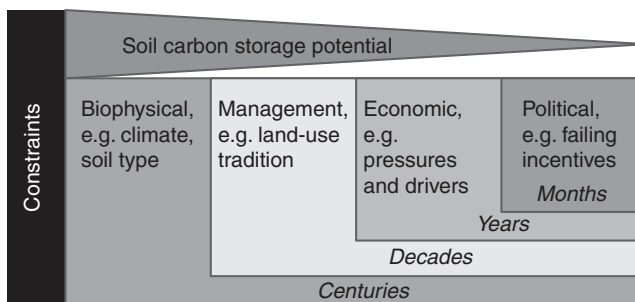 Constraints
Soil carbon storage potential
Biophysical,
e.g. climate,
soil type
Management,
e.g. land-use
tradition
Economic,
e.g.
pressures
and drivers
Political,
e.g. failing
incentives
Months
Years
Decades
Centuries